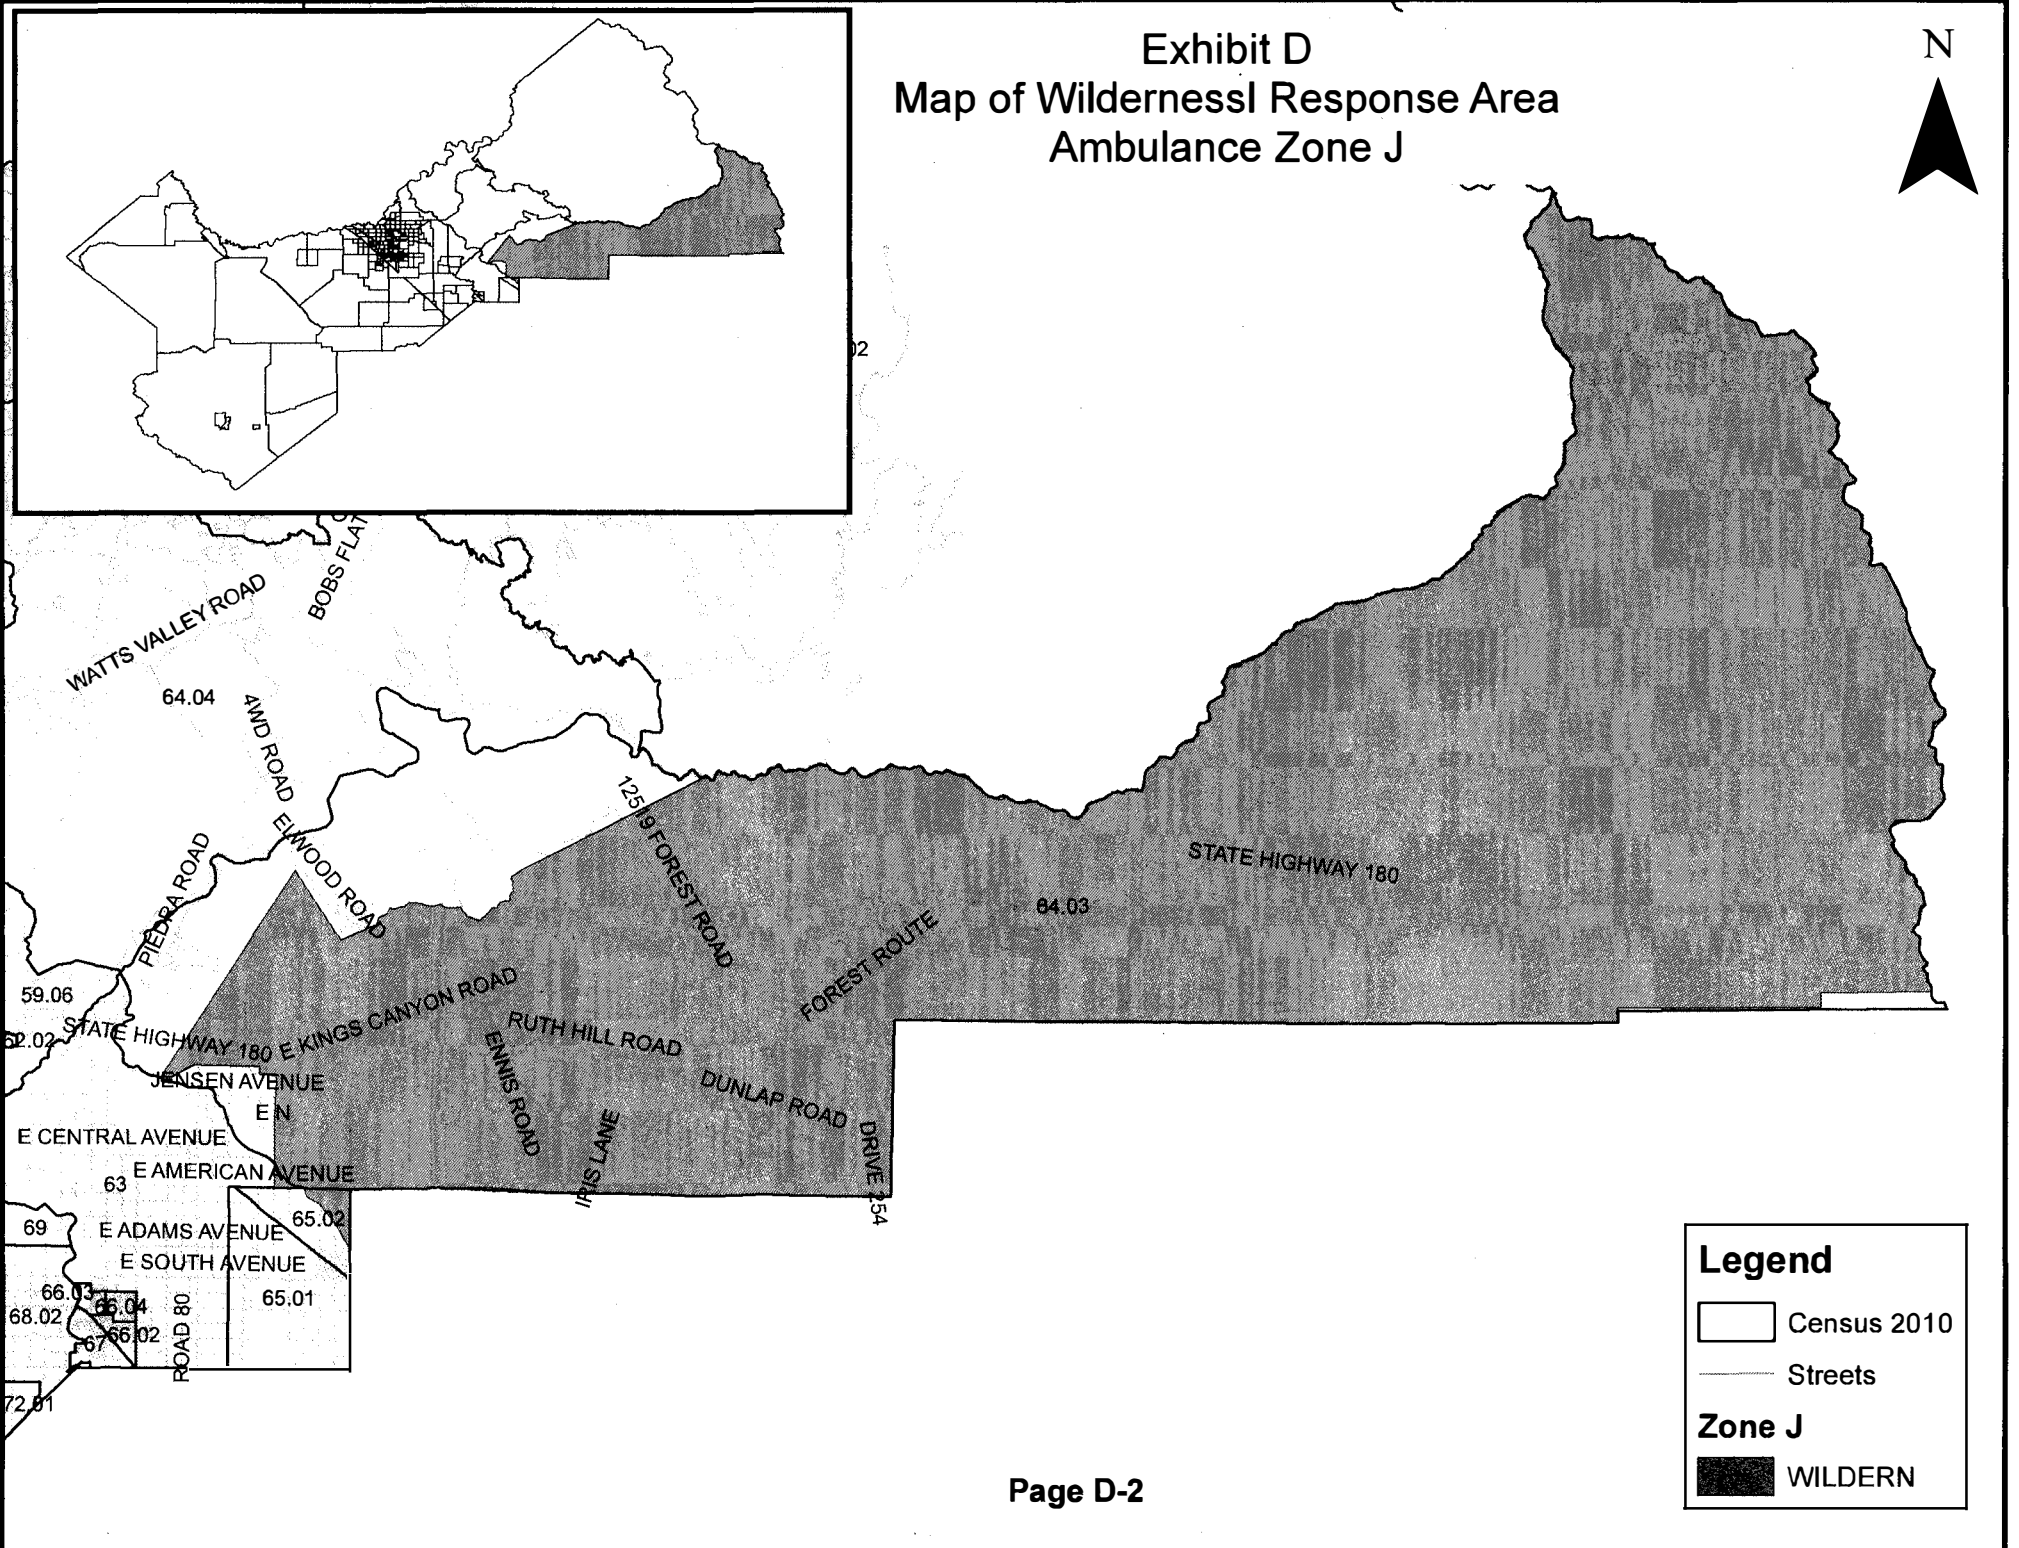 Exhibit D
Map of Wildernessl Response Area
Ambulance Zone J
N
02
BOBS FLAT
WATTS VALLEY ROAD
64.04
4WD ROAD
ELWOOD ROAD
12519 FOREST ROAD
PIEDRA ROAD
STATE HIGHWAY 180
64.03
FOREST ROUTE
59.06
62.02
STATE HIGHWAY 180
E KINGS CANYON ROAD
RUTH HILL ROAD
ENNIS ROAD
JENSEN AVENUE
DUNLAP ROAD
E N
E CENTRAL AVENUE
IRIS LANE
DRIVE 254
E AMERICAN AVENUE
63
65.02
69
E ADAMS AVENUE
E SOUTH AVENUE
66.03
66.04
65.01
68.02
66.02
67
ROAD 80
72.01
Legend
Census 2010
Streets
Zone J
WILDERN
Page D-2